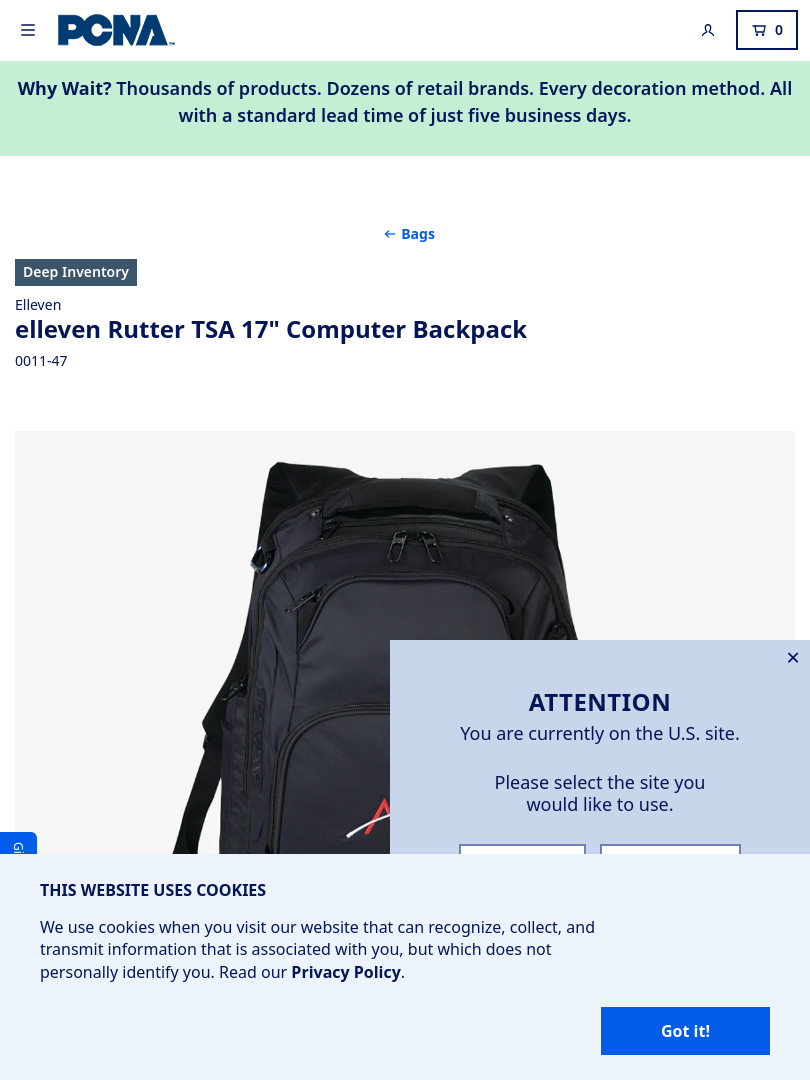 PCNA
0
Why Wait? Thousands of products. Dozens of retail brands. Every decoration method. All
with a standard lead time of just five business days.
← Bags
Deep Inventory
Elleven
elleven Rutter TSA 17" Computer Backpack
0011-47
ATTENTION
You are currently on the U.S. site.
Please select the site you
would like to use.
THIS WEBSITE USES COOKIES
We use cookies when you visit our website that can recognize, collect, and
transmit information that is associated with you, but which does not
personally identify you. Read our Privacy Policy.
Got it!